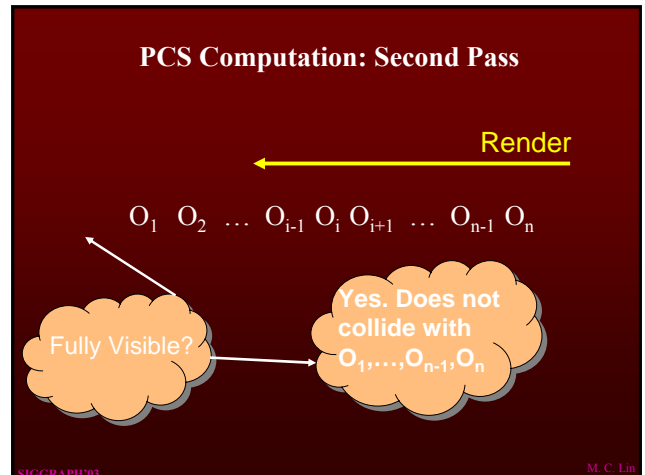 PCS Computation: Second Pass
Render
O₁ O₂ … Oᵢ₋₁ Oᵢ Oᵢ₊₁ … Oₙ₋₁ Oₙ
Fully Visible?
Yes. Does not
collide with
O₁,…,Oₙ₋₁,Oₙ
SIGGRAPH'03
M. C. Lin